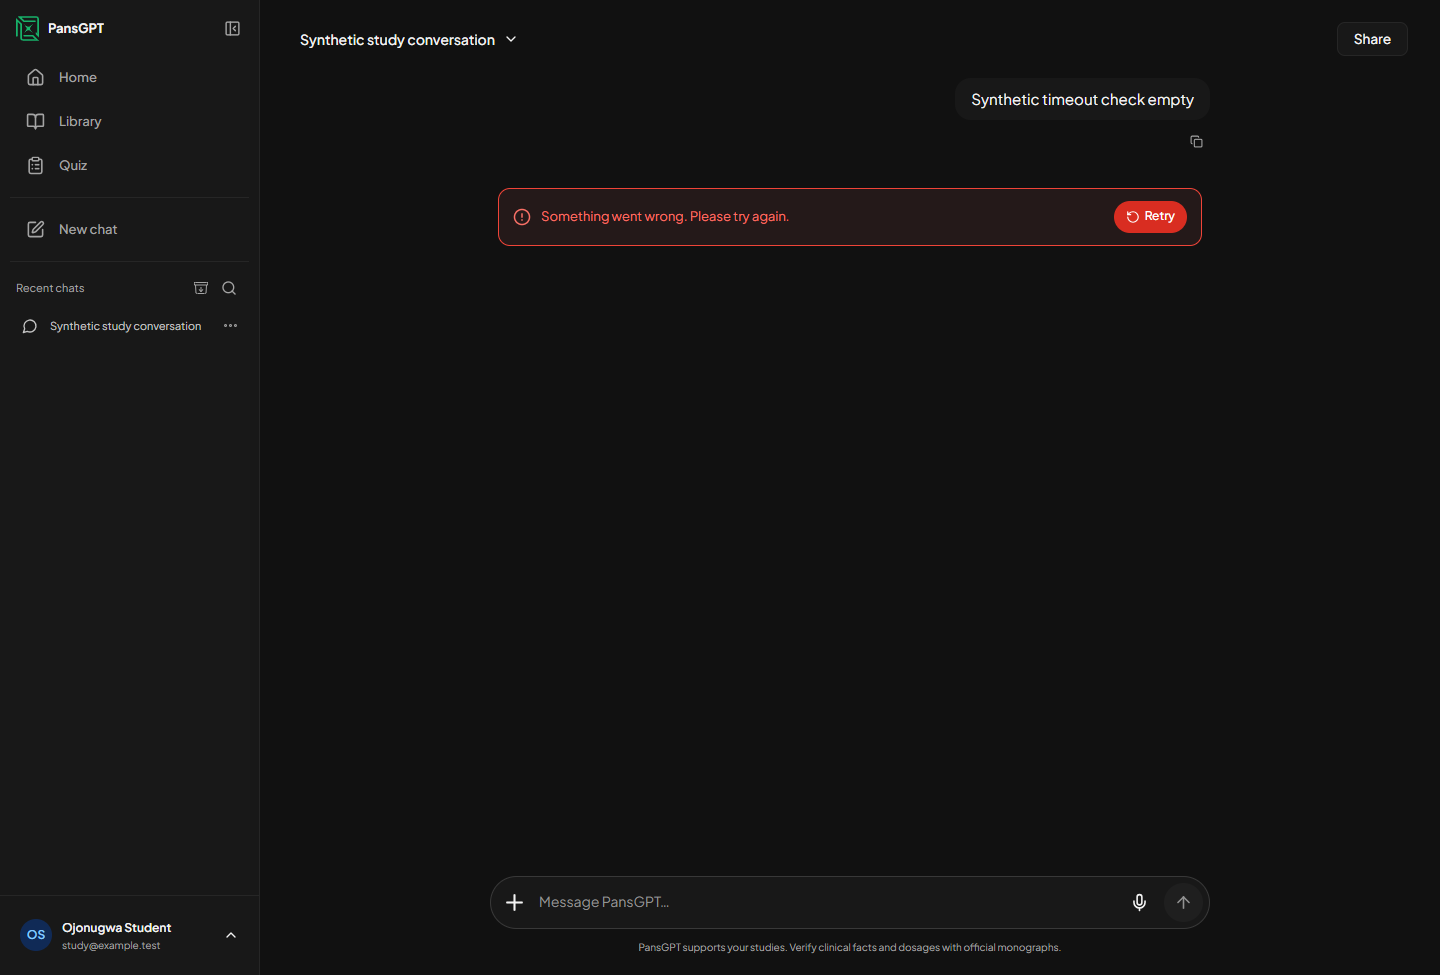 PansGPT
Home
Library
Quiz
New chat
Recent chats
Synthetic study conversation
OS
Ojonugwa Student
study@example.test
Synthetic study conversation
Share
Synthetic timeout check empty
Something went wrong. Please try again.
Retry
Message PansGPT...
PansGPT supports your studies. Verify clinical facts and dosages with official monographs.